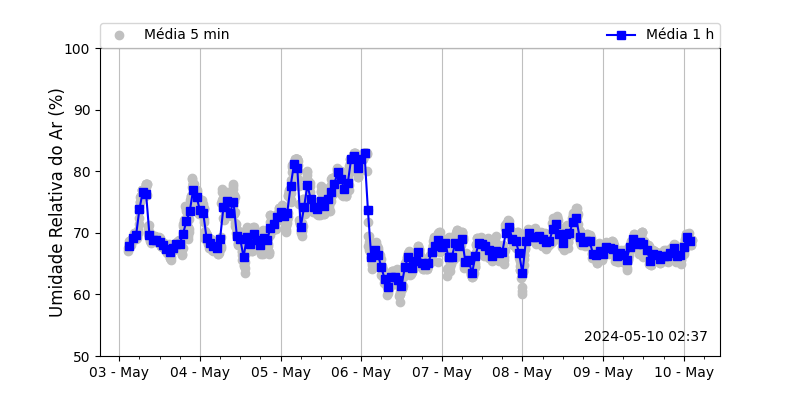 Média 5 min
Média 1 h
Umidade Relativa do Ar (%)
100
90
80
70
60
50
2024-05-10 02:37
03 - May
04 - May
05 - May
06 - May
07 - May
08 - May
09 - May
10 - May